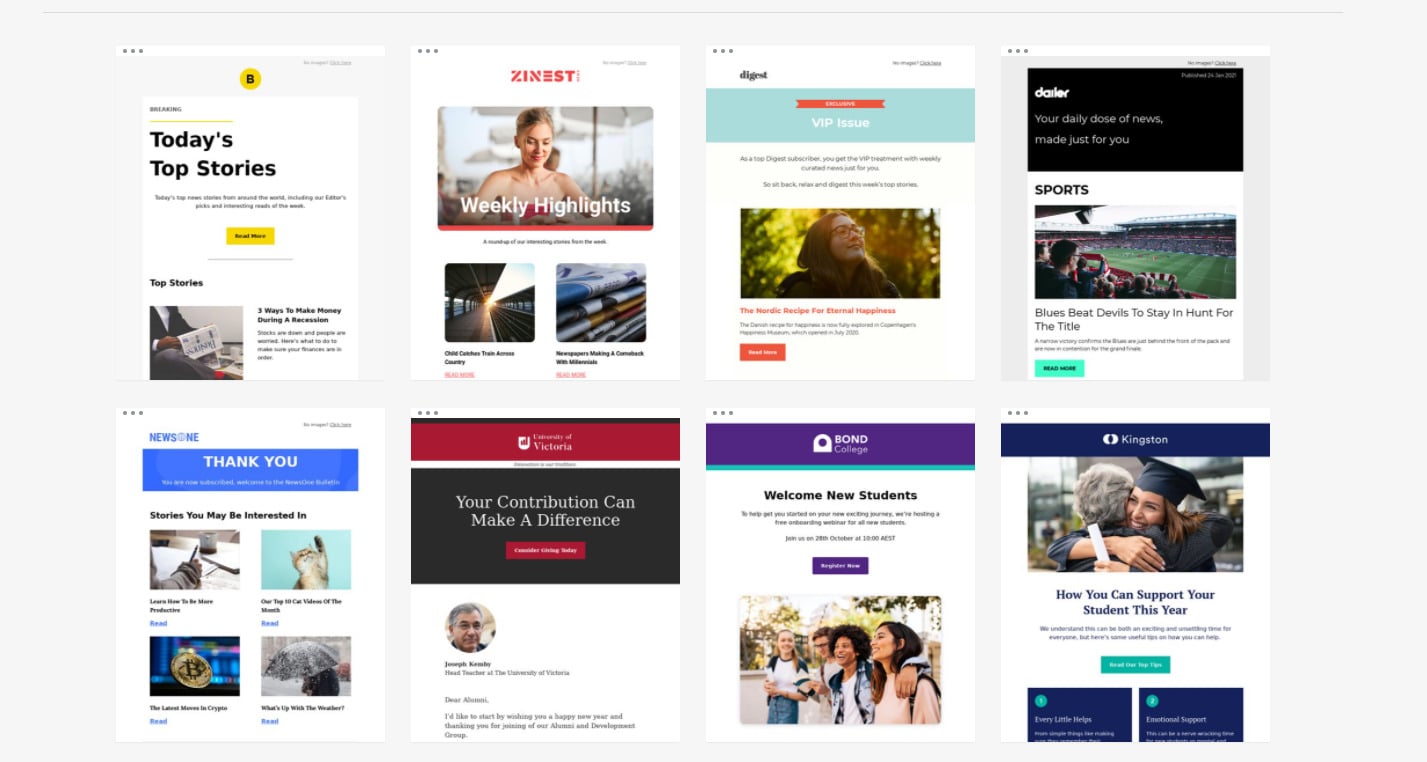 No images? Click here
B
BREAKING
Today's
Top Stories
Today's top news stories from around the world, including our Editor's
picks and interesting reads of the week.
Read More
Top Stories
3 Ways To Make Money
During A Recession
Stocks are down and people are
worried. Here's what to do to
make sure your finances are in
order.
No images? Click here
ZINEST
Weekly Highlights
A roundup of our interesting stories from the week.
Child Catches Train Across
Country
READ MORE
Newspapers Making A Comeback
With Millennials
READ MORE
No images? Click here
digest
EXCLUSIVE
VIP Issue
As a top Digest subscriber, you get the VIP treatment with weekly
curated news just for you.
So sit back, relax and digest this week's top stories.
The Nordic Recipe For Eternal Happiness
The Danish recipe for happiness is now fully explored in Copenhagen's
Happiness Museum, which opened in July 2020.
Read More
No images? Click here
Published 24 Jan 2021
dailer
Your daily dose of news,
made just for you
SPORTS
Blues Beat Devils To Stay In Hunt For
The Title
A narrow victory confirms the Blues are just behind the front of the pack and
are now in contention for the grand finale.
READ MORE
No images? Click here
NEWSONE
THANK YOU
You are now subscribed, welcome to the NewsOne Bulletin
Stories You May Be Interested In
Learn How To Be More
Productive
Read
Our Top 10 Cat Videos Of The
Month
Read
The Latest Moves In Crypto
Read
What's Up With The Weather?
Read
University of
Victoria
Innovation is our tradition
Your Contribution Can
Make A Difference
Consider Giving Today
Joseph Kemby
Head Teacher at The University of Victoria
Dear Alumni,
I'd like to start by wishing you a happy new year and
thanking you for joining of our Alumni and Development
Group.
BOND
College
Welcome New Students
To help get you started on your new exciting journey, we're hosting a
free onboarding webinar for all new students.
Join us on 28th October at 10:00 AEST
Register Now
Kingston
How You Can Support Your
Student This Year
We understand this can be both an exciting and unsettling time for
everyone, but here's some useful tips on how you can help.
Read Our Top Tips
1
Every Little Helps
From simple things like making
2
Emotional Support
This can be a nerve wracking time